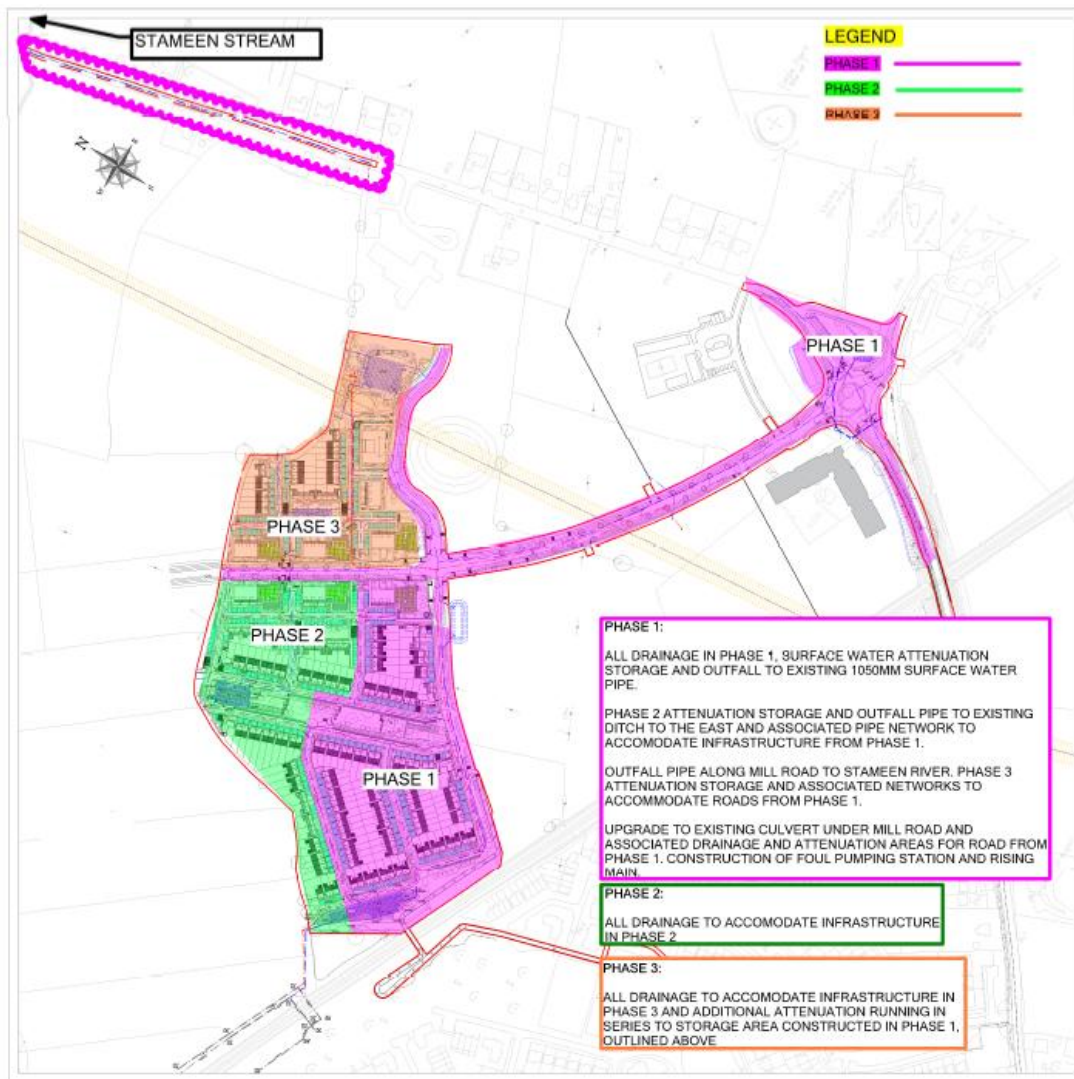 STAMEEN STREAM
LEGEND
PHASE 1
PHASE 2
PHASE 3
N
PHASE 1
PHASE 3
PHASE 2
PHASE 1
PHASE 1:
ALL DRAINAGE IN PHASE 1, SURFACE WATER ATTENUATION
STORAGE AND OUTFALL TO EXISTING 1050MM SURFACE WATER
PIPE.
PHASE 2 ATTENUATION STORAGE AND OUTFALL PIPE TO EXISTING
DITCH TO THE EAST AND ASSOCIATED PIPE NETWORK TO
ACCOMODATE INFRASTRUCTURE FROM PHASE 1.
OUTFALL PIPE ALONG MILL ROAD TO STAMEEN RIVER. PHASE 3
ATTENUATION STORAGE AND ASSOCIATED NETWORKS TO
ACCOMMODATE ROADS FROM PHASE 1.
UPGRADE TO EXISTING CULVERT UNDER MILL ROAD AND
ASSOCIATED DRAINAGE AND ATTENUATION AREAS FOR ROAD FROM
PHASE 1. CONSTRUCTION OF FOUL PUMPING STATION AND RISING
MAIN.
PHASE 2:
ALL DRAINAGE TO ACCOMODATE INFRASTRUCTURE
IN PHASE 2
PHASE 3:
ALL DRAINAGE TO ACCOMODATE INFRASTRUCTURE IN
PHASE 3 AND ADDITIONAL ATTENUATION RUNNING IN
SERIES TO STORAGE AREA CONSTRUCTED IN PHASE 1,
OUTLINED ABOVE